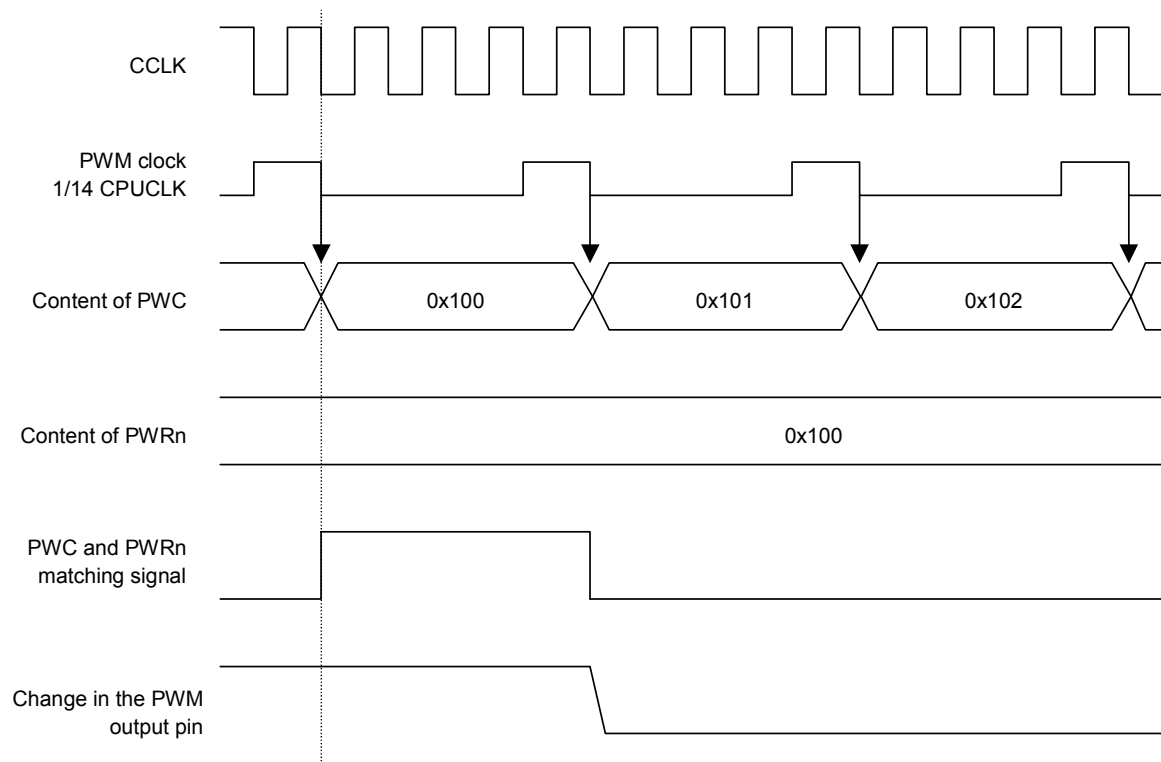 CCLK
PWM clock
1/14 CPUCLK
Content of PWC
0x100
0x101
0x102
Content of PWRn
0x100
PWC and PWRn
matching signal
Change in the PWM
output pin